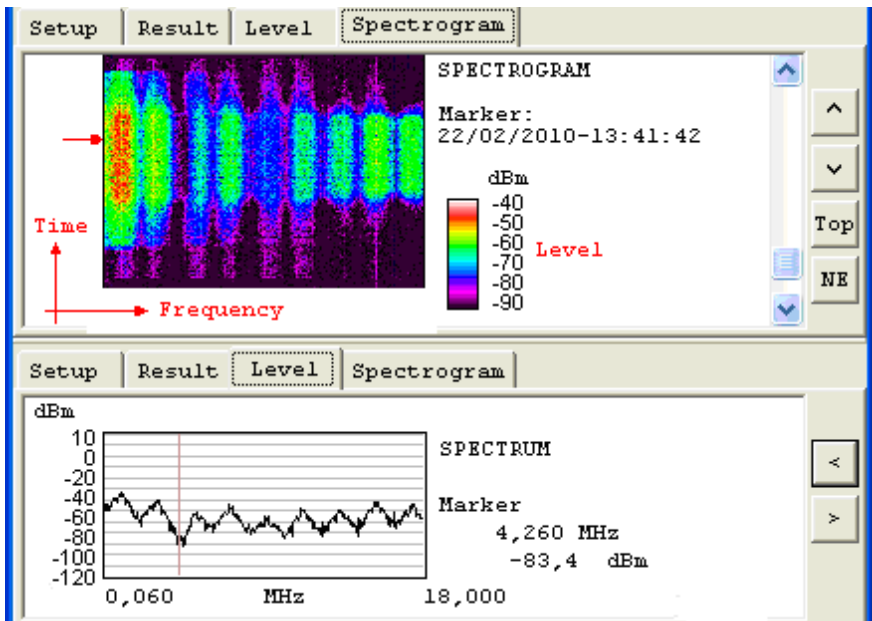 Setup Result Level Spectrogram
SPECTROGRAM
Marker:
22/02/2010-13:41:42
dBm
-40
-50
-60
-70
-80
-90
Level
Time
Frequency
^
v
Top
NE
Setup Result Level Spectrogram
dBm
10
0
-20
-40
-60
-80
-100
-120
0,060 MHz 18,000
SPECTRUM
Marker
4,260 MHz
-83,4 dBm
<
>